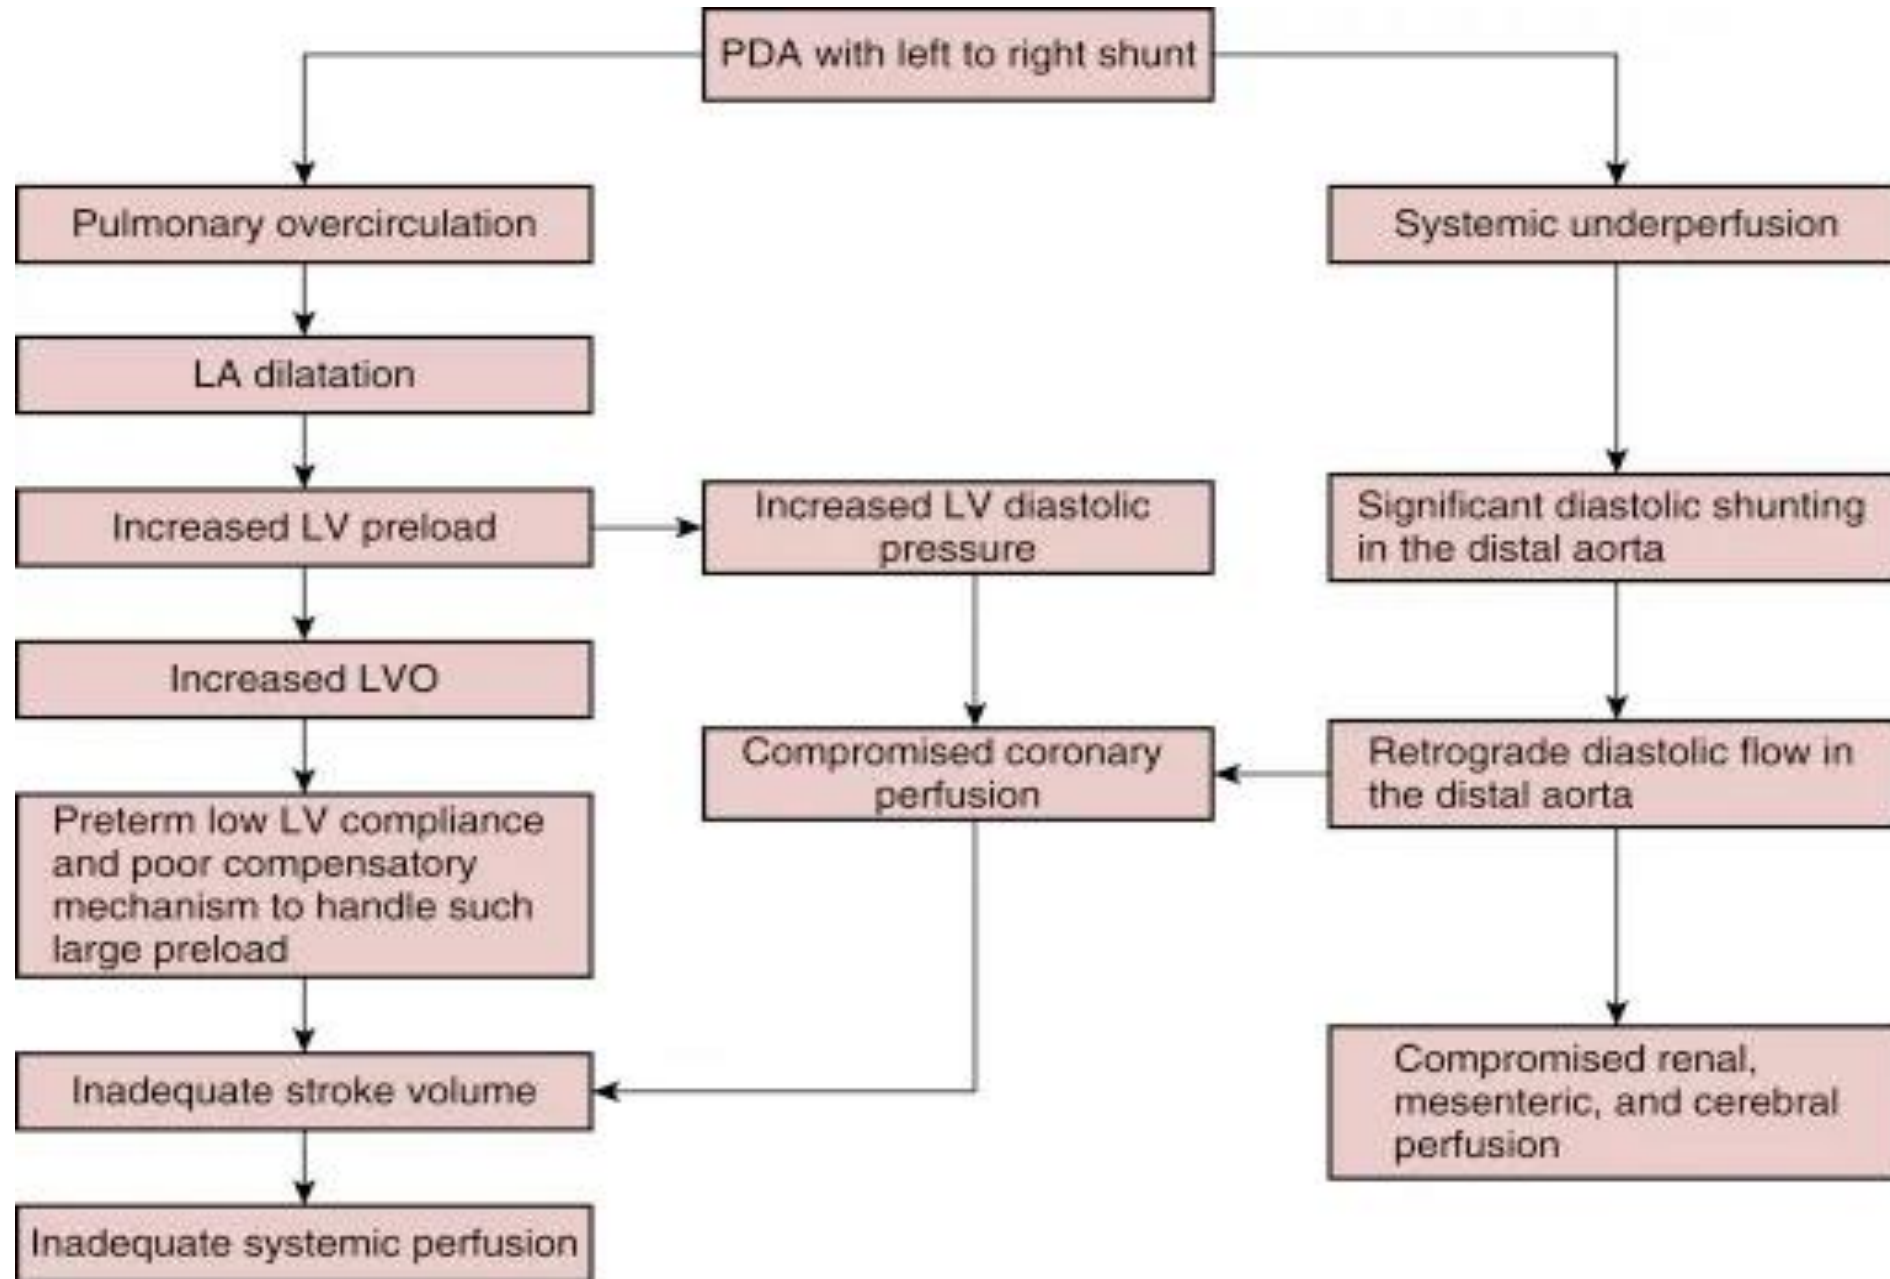 PDA with left to right shunt
Pulmonary overcirculation
Systemic underperfusion
LA dilatation
Increased LV preload
Increased LV diastolic
pressure
Significant diastolic shunting
in the distal aorta
Increased LVO
Compromised coronary
perfusion
Retrograde diastolic flow in
the distal aorta
Preterm low LV compliance
and poor compensatory
mechanism to handle such
large preload
Inadequate stroke volume
Compromised renal,
mesenteric, and cerebral
perfusion
Inadequate systemic perfusion